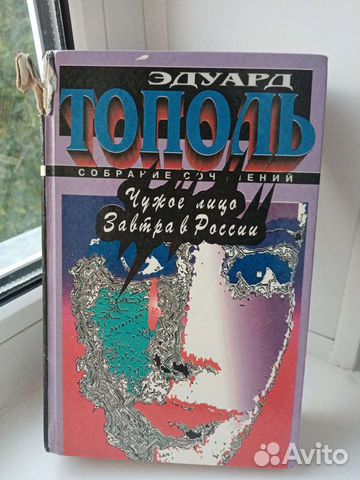 ЭДУАРД
ТОПОЛЬ
СОБРАНИЕ СОЧИНЕНИЙ
Чужое лицо
Завтра в России
Avito